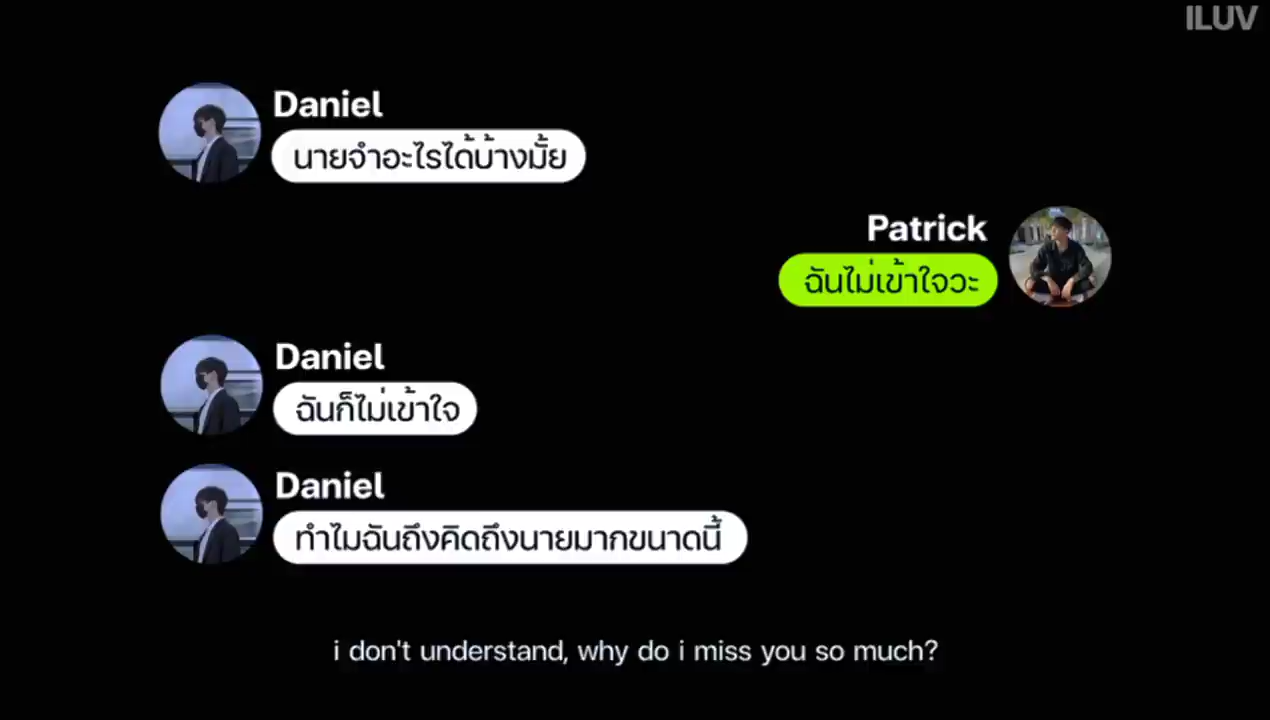 ILUV
Daniel
นายจำอะไรได้บ้างมั้ย
Patrick
ฉันไม่เข้าใจวะ
Daniel
ฉันก็ไม่เข้าใจ
Daniel
ทำไมฉันถึงคิดถึงนายมากขนาดนี้
i don't understand, why do i miss you so much?